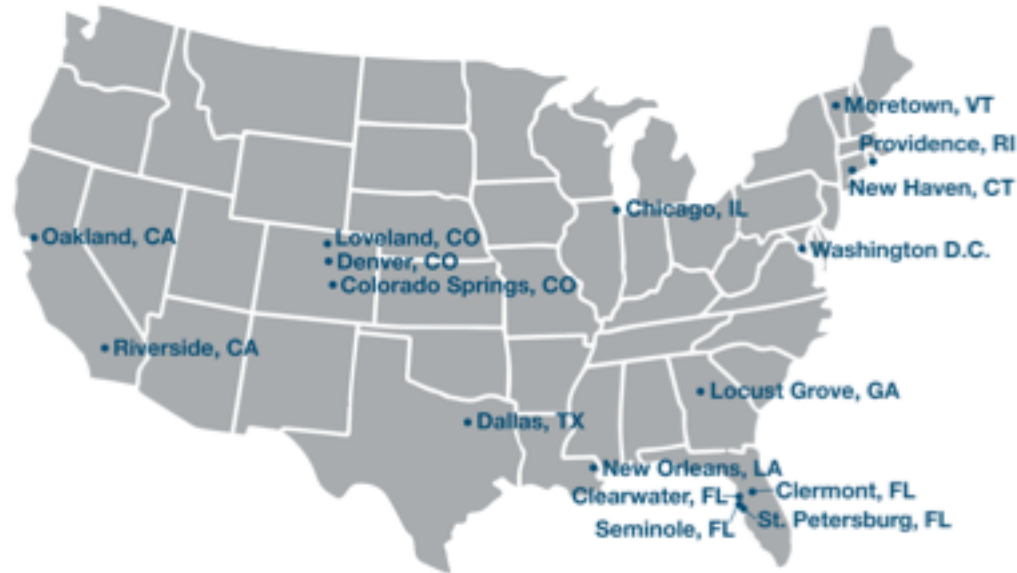 Moretown, VT
Providence, RI
New Haven, CT
Chicago, IL
Oakland, CA
Loveland, CO
Washington D.C.
Denver, CO
Colorado Springs, CO
Riverside, CA
Locust Grove, GA
Dallas, TX
New Orleans, LA
Clearwater, FL
Clermont, FL
St. Petersburg, FL
Seminole, FL